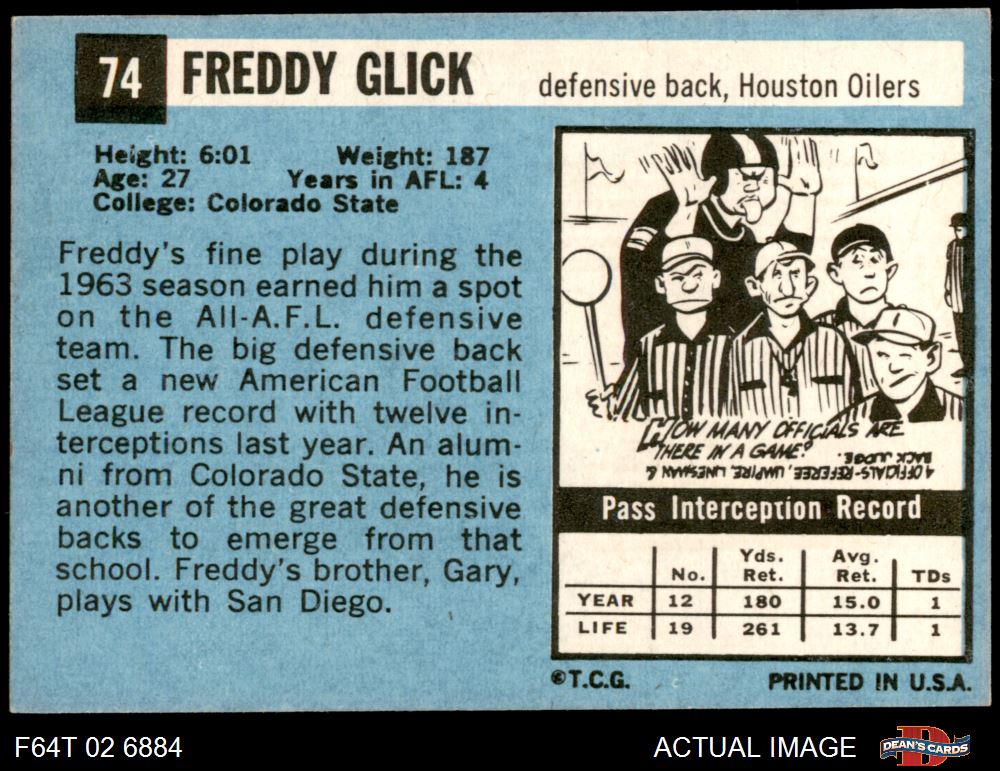 74 FREDDY GLICK defensive back, Houston Oilers
Height: 6:01 Weight: 187
Age: 27 Years in AFL: 4
College: Colorado State
Freddy's fine play during the
1963 season earned him a spot
on the All-A.F.L. defensive
team. The big defensive back
set a new American Football
League record with twelve in-
terceptions last year. An alum-
ni from Colorado State, he is
another of the great defensive
backs to emerge from that
school. Freddy's brother, Gary,
plays with San Diego.
HOW MANY OFFICIALS ARE
THERE IN A GAME?
4 OFFICIALS-REFEREE, UMPIRE, LINESMAN &
BACK JUDGE.
Pass Interception Record
No. Yds. Ret. Avg. Ret. TDs
YEAR 12 180 15.0 1
LIFE 19 261 13.7 1
©T.C.G. PRINTED IN U.S.A.
F64T 02 6884 ACTUAL IMAGE DEAN'S CARDS